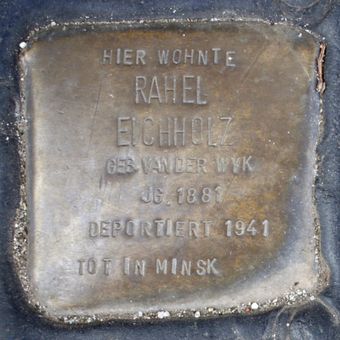 HIER WOHNTE
RAHEL
EICHHOLZ
GEB. VAN DER WYK
JG. 1881
DEPORTIERT 1941
TOT IN MINSK